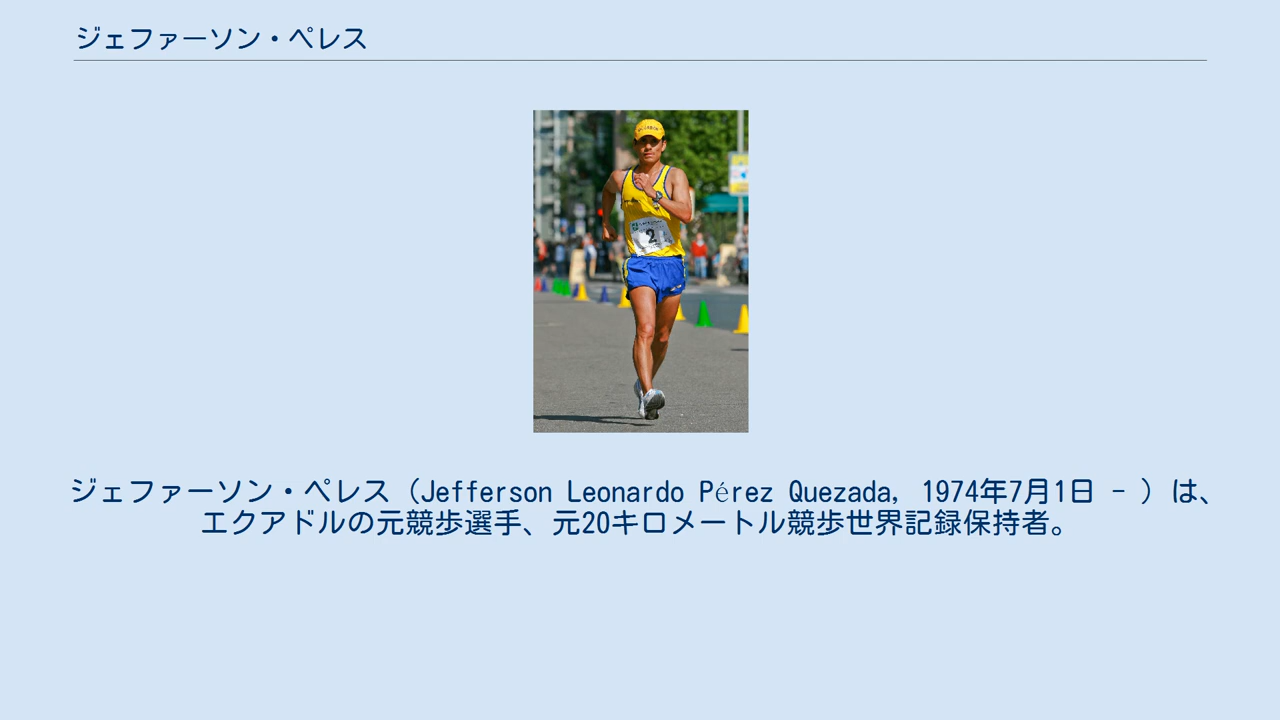 ジェファーソン・ペレス
2
ジェファーソン・ペレス（Jefferson Leonardo Pérez Quezada, 1974年7月1日 - ）は、
エクアドルの元競歩選手、元20キロメートル競歩世界記録保持者。